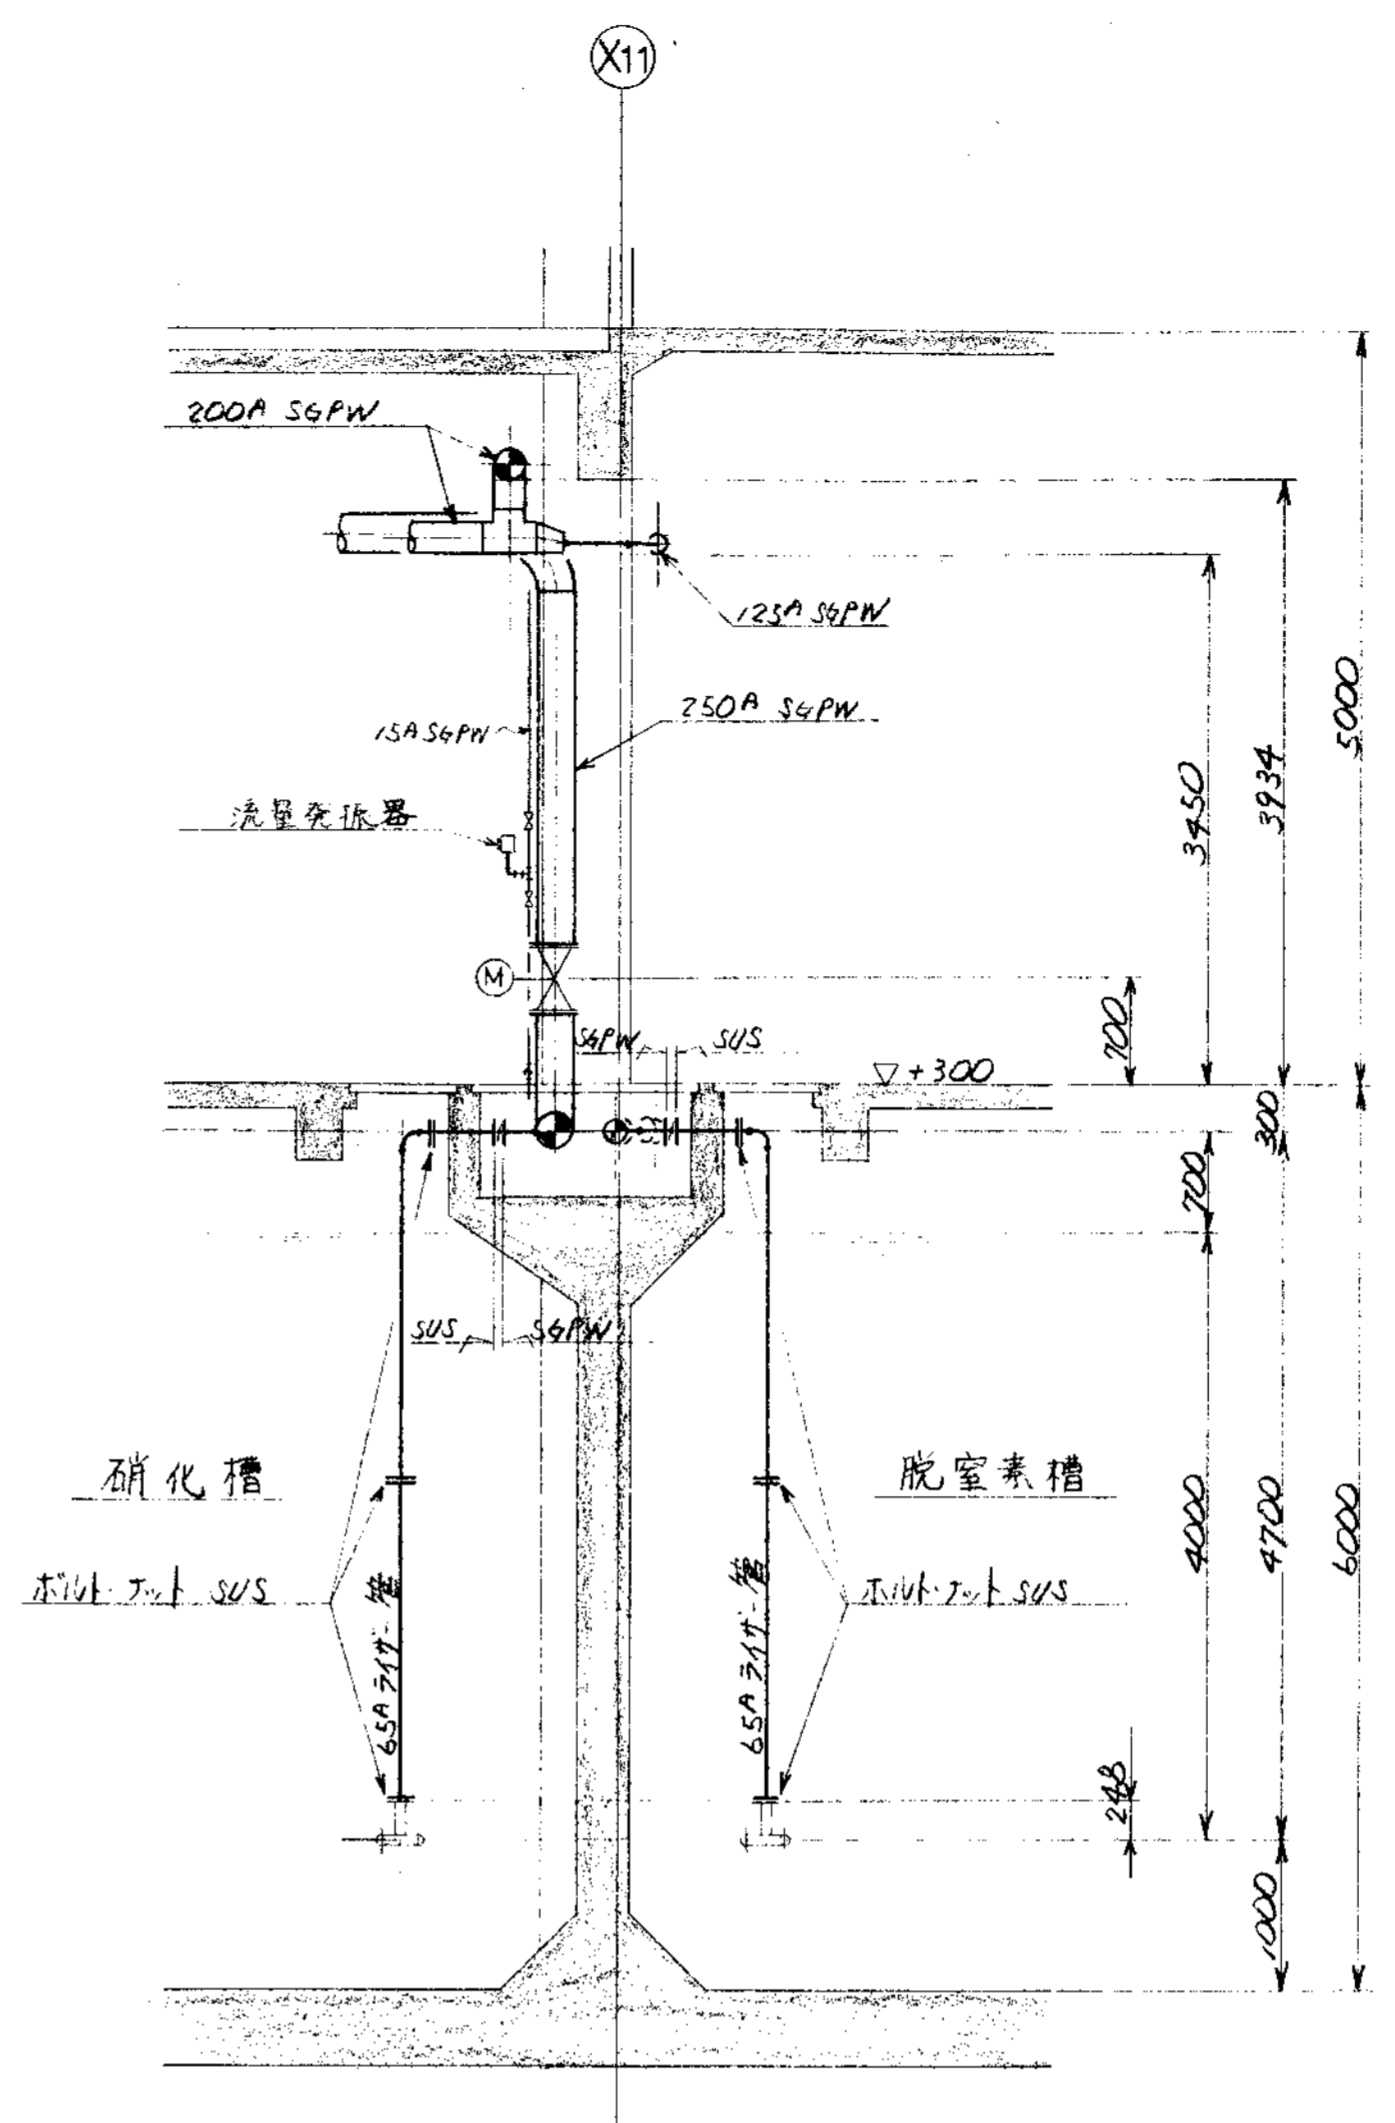 X11
200A SGPW
125A SGPW
250A SGPW
15A SGPW
流量発振器
M
SGPW
SUS
▽+300
5000
3934
3450
700
300
700
SUS
SGPW
硝化槽
脱窒素槽
ボルト・ナット SUS
ボルト・ナット SUS
65A ライザー管
65A ライザー管
4000
4700
6000
248
1000